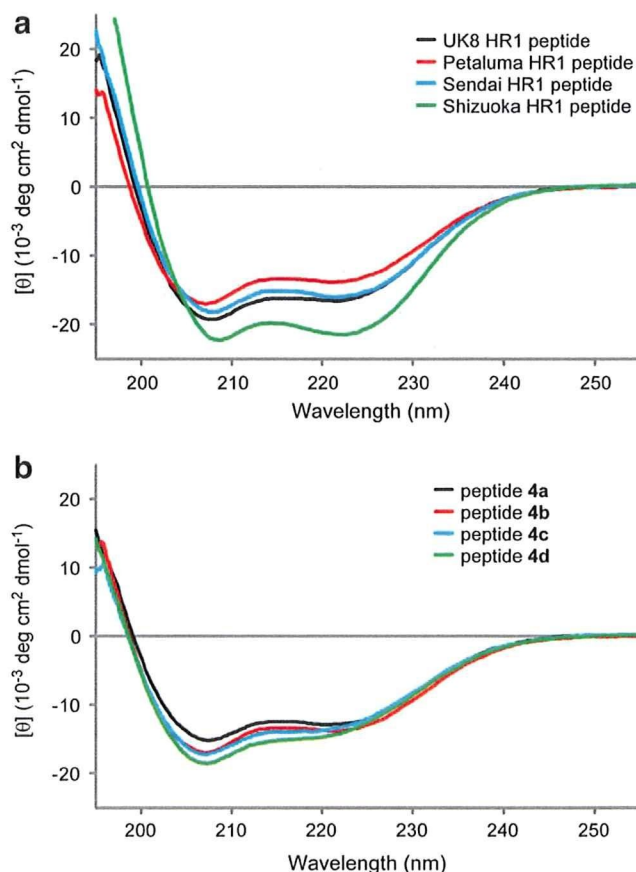 a
UK8 HR1 peptide
Petaluma HR1 peptide
Sendai HR1 peptide
Shizuoka HR1 peptide
20
10
0
-10
-20
[θ] (10⁻³ deg cm2 dmol⁻¹)
200 210 220 230 240 250
Wavelength (nm)
b
peptide 4a
peptide 4b
peptide 4c
peptide 4d
20
10
0
-10
-20
[θ] (10⁻³ deg cm2 dmol⁻¹)
200 210 220 230 240 250
Wavelength (nm)